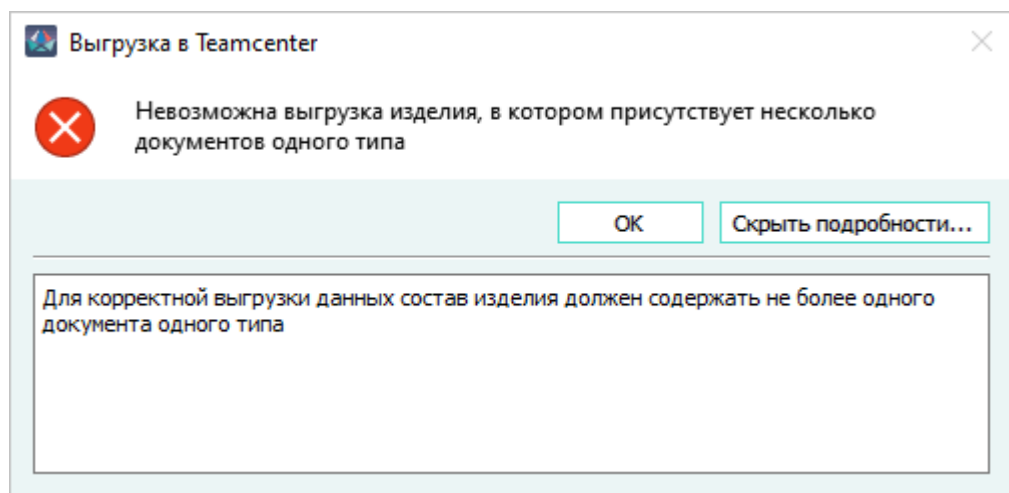 Выгрузка в Teamcenter
Невозможна выгрузка изделия, в котором присутствует несколько
документов одного типа
OK
Скрыть подробности...
Для корректной выгрузки данных состав изделия должен содержать не более одного
документа одного типа